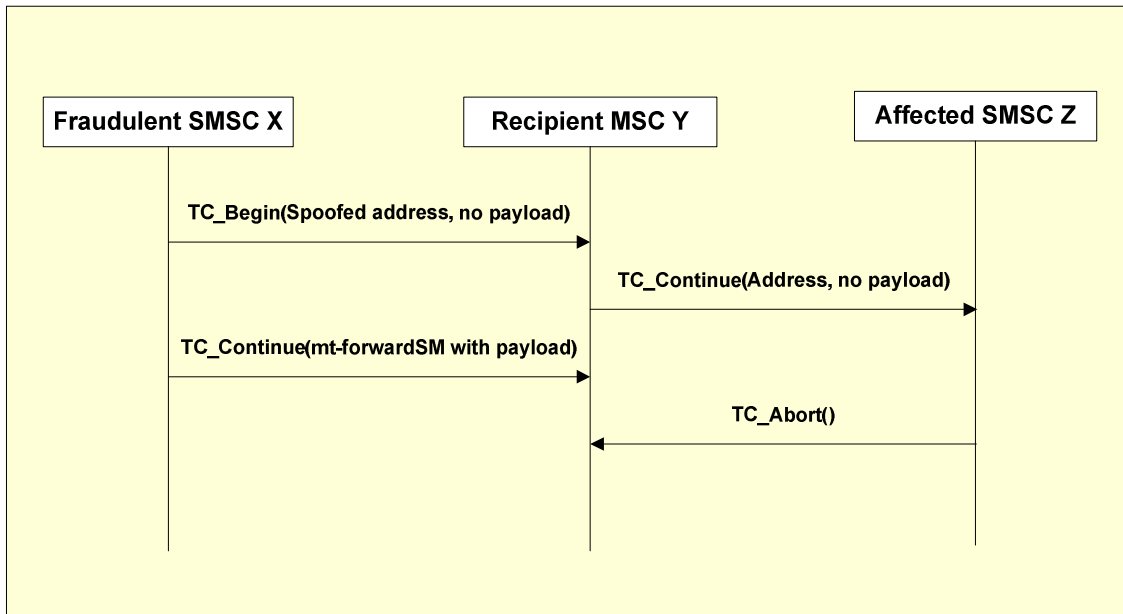 Fraudulent SMSC X
Recipient MSC Y
Affected SMSC Z
TC_Begin(Spoofed address, no payload)
TC_Continue(Address, no payload)
TC_Continue(mt-forwardSM with payload)
TC_Abort()